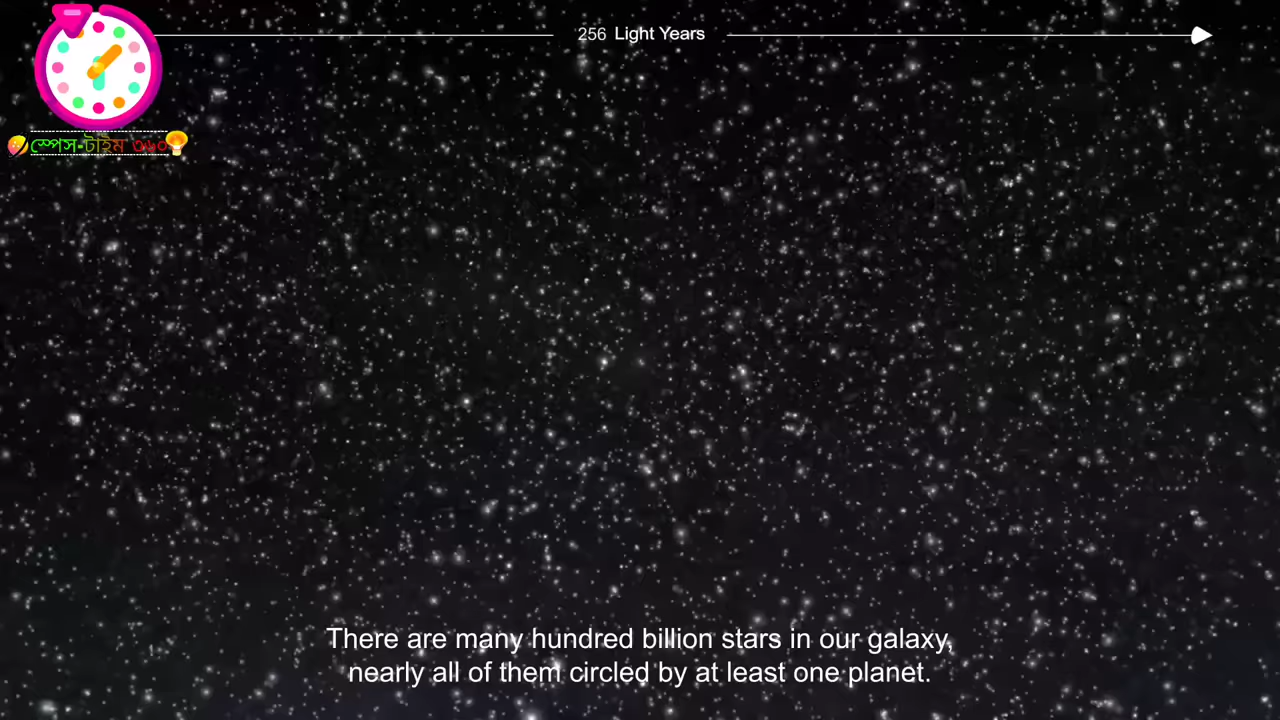 256 Light Years
স্পেস-টাইম ৩৬০
There are many hundred billion stars in our galaxy,
nearly all of them circled by at least one planet.